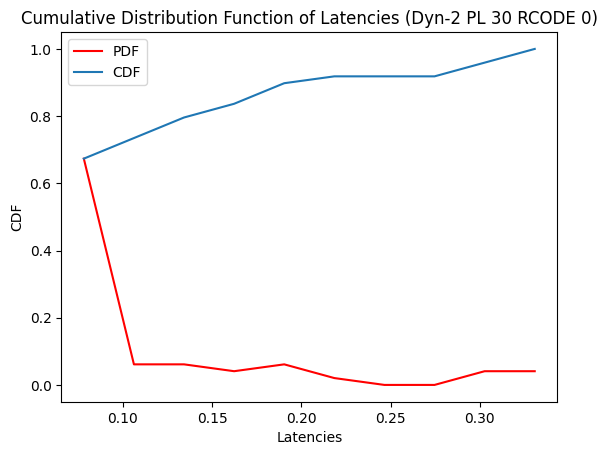 Cumulative Distribution Function of Latencies (Dyn-2 PL 30 RCODE 0)
PDF
CDF
1.0
0.8
0.6
0.4
0.2
0.0
CDF
0.10
0.15
0.20
0.25
0.30
Latencies